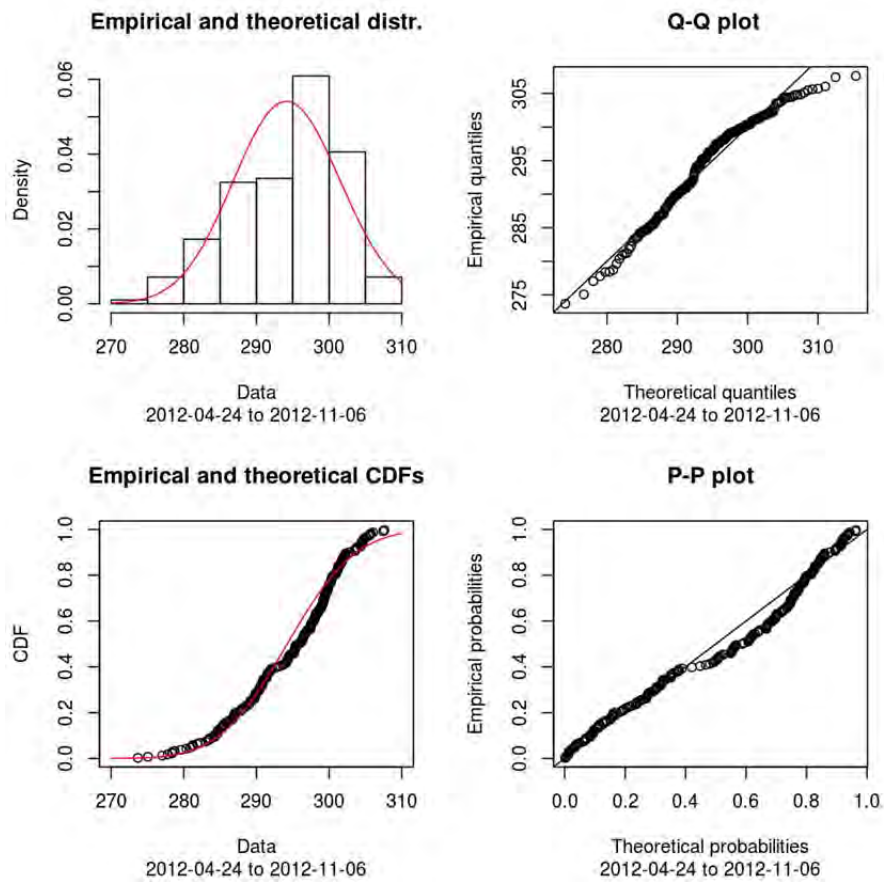 Empirical and theoretical distr.
Density
0.00
0.02
0.04
0.06
270
280
290
300
310
Data
2012-04-24 to 2012-11-06
Q-Q plot
Empirical quantiles
275
285
295
305
280
290
300
310
Theoretical quantiles
2012-04-24 to 2012-11-06
Empirical and theoretical CDFs
CDF
0.0
0.2
0.4
0.6
0.8
1.0
270
280
290
300
310
Data
2012-04-24 to 2012-11-06
P-P plot
Empirical probabilities
0.0
0.2
0.4
0.6
0.8
1.0
0.0
0.2
0.4
0.6
0.8
1.0
Theoretical probabilities
2012-04-24 to 2012-11-06